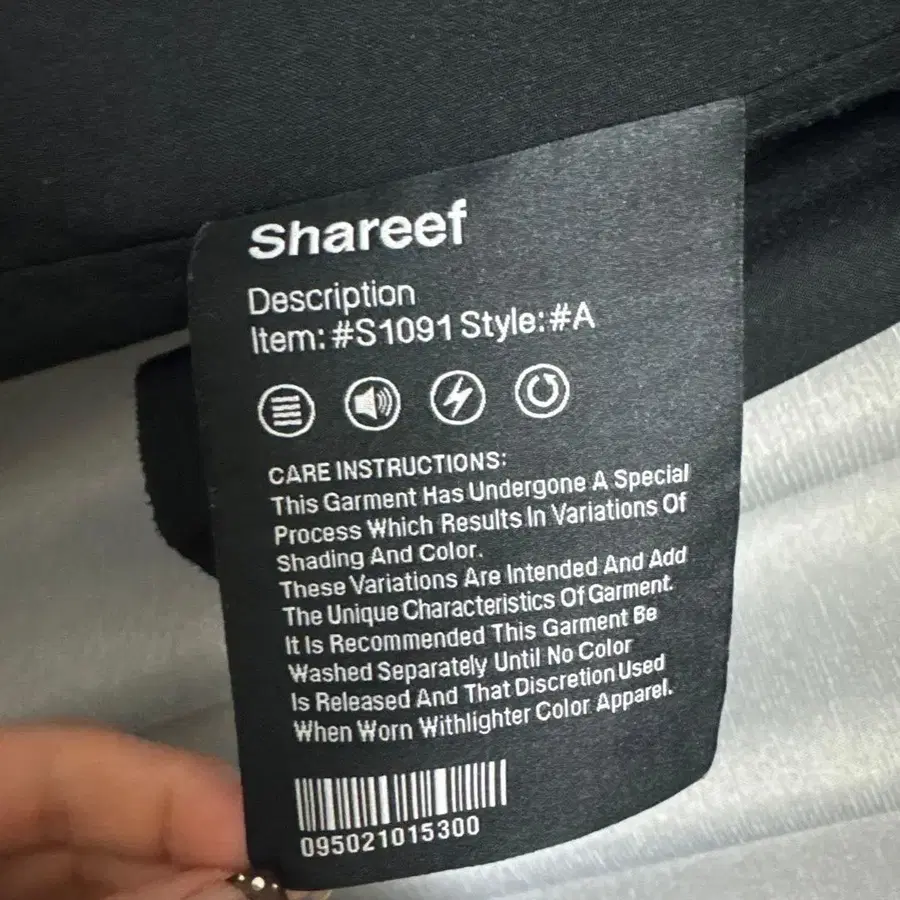 Shareef
Description
Item: #S1091 Style:#A
CARE INSTRUCTIONS:
This Garment Has Undergone A Special
Process Which Results In Variations Of
Shading And Color.
These Variations Are Intended And Add
The Unique Characteristics Of Garment.
It Is Recommended This Garment Be
Washed Separately Until No Color
Is Released And That Discretion Used
When Worn Withlighter Color Apparel.
095021015300